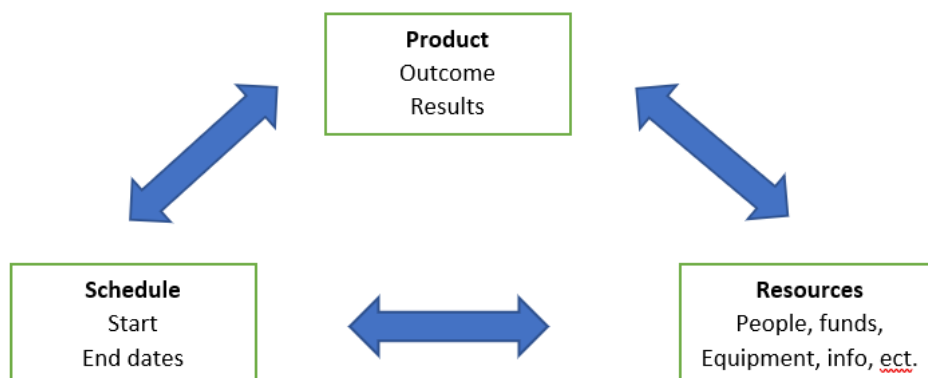 Product
Outcome
Results
Schedule
Start
End dates
Resources
People, funds,
Equipment, info, ect.